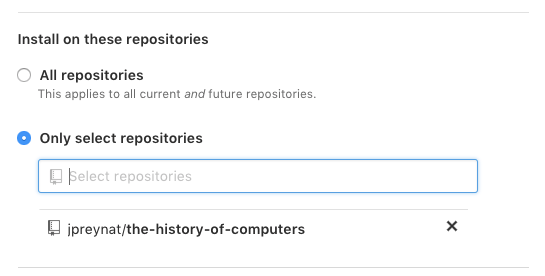 Install on these repositories
All repositories
This applies to all current and future repositories.
Only select repositories
Select repositories
jpreynat/the-history-of-computers